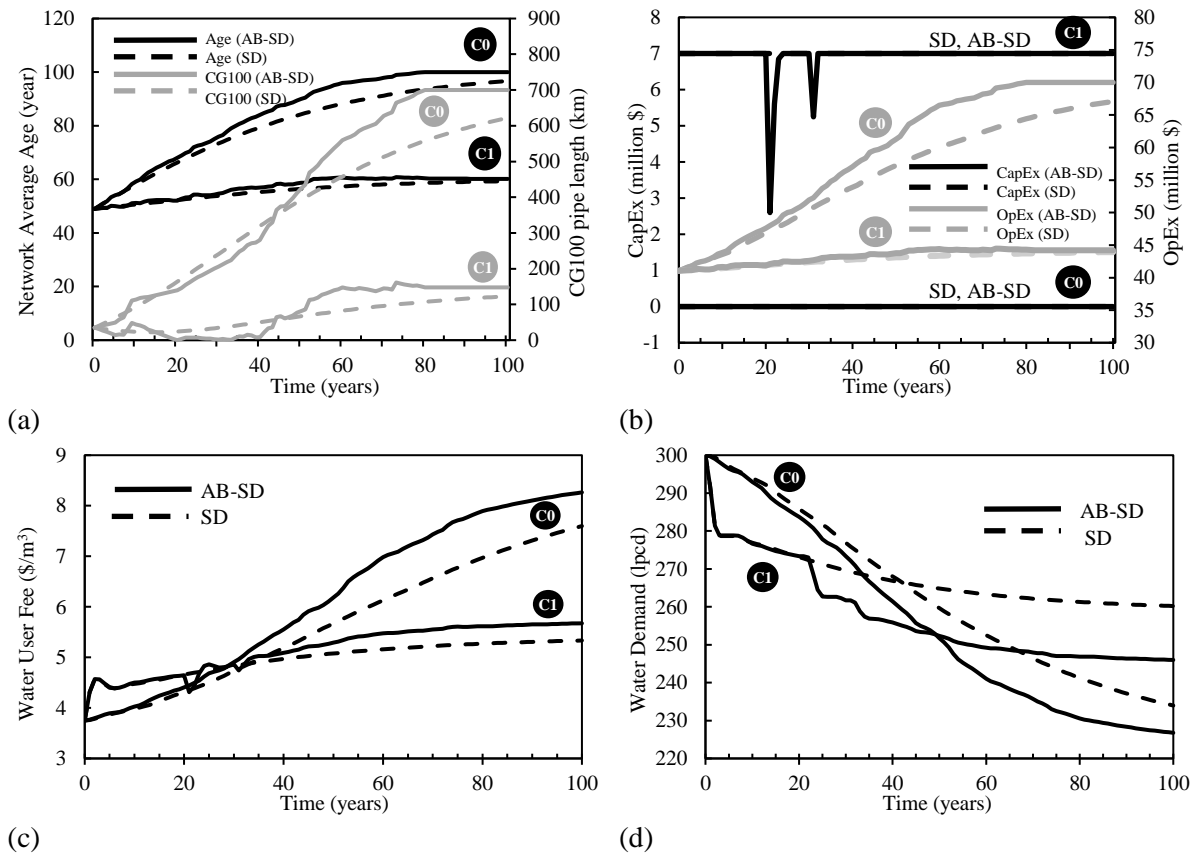 120
100
80
60
40
20
0
Network Average Age (year)
900
800
700
600
500
400
300
200
100
0
CG100 pipe length (km)
Age (AB-SD)
Age (SD)
CG100 (AB-SD)
CG100 (SD)
C0
C0
C1
C1
0 20 40 60 80 100
Time (years)
(a)
8
7
6
5
4
3
2
1
0
-1
CapEx (million $)
80
75
70
65
60
55
50
45
40
35
30
OpEx (million $)
SD, AB-SD
C1
C0
CapEx (AB-SD)
CapEx (SD)
OpEx (AB-SD)
OpEx (SD)
C1
SD, AB-SD
C0
0 20 40 60 80 100
Time (years)
(b)
9
8
7
6
5
4
3
Water User Fee ($/m³)
AB-SD
SD
C0
C1
0 20 40 60 80 100
Time (years)
(c)
300
290
280
270
260
250
240
230
220
Water Demand (lpcd)
C0
AB-SD
SD
C1
0 20 40 60 80 100
Time (years)
(d)